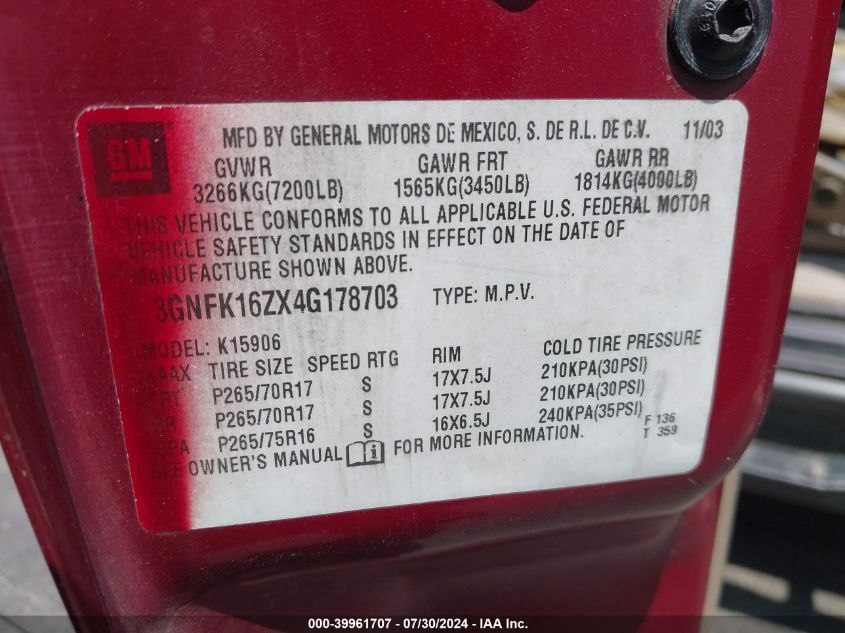 GM
MFD BY GENERAL MOTORS DE MEXICO, S. DE R.L. DE C.V. 11/03
GVWR GAWR FRT GAWR RR
3266KG(7200LB) 1565KG(3450LB) 1814KG(4000LB)
THIS VEHICLE CONFORMS TO ALL APPLICABLE U.S. FEDERAL MOTOR
VEHICLE SAFETY STANDARDS IN EFFECT ON THE DATE OF
MANUFACTURE SHOWN ABOVE.
3GNFK16ZX4G178703 TYPE: M.P.V.
MODEL: K15906
TIRE SIZE SPEED RTG RIM COLD TIRE PRESSURE
FRT P265/70R17 S 17X7.5J 210KPA(30PSI)
RR P265/70R17 S 17X7.5J 210KPA(30PSI)
SPA P265/75R16 S 16X6.5J 240KPA(35PSI) F 136
T 359
SEE OWNER'S MANUAL FOR MORE INFORMATION.
000-39961707 - 07/30/2024 - IAA Inc.